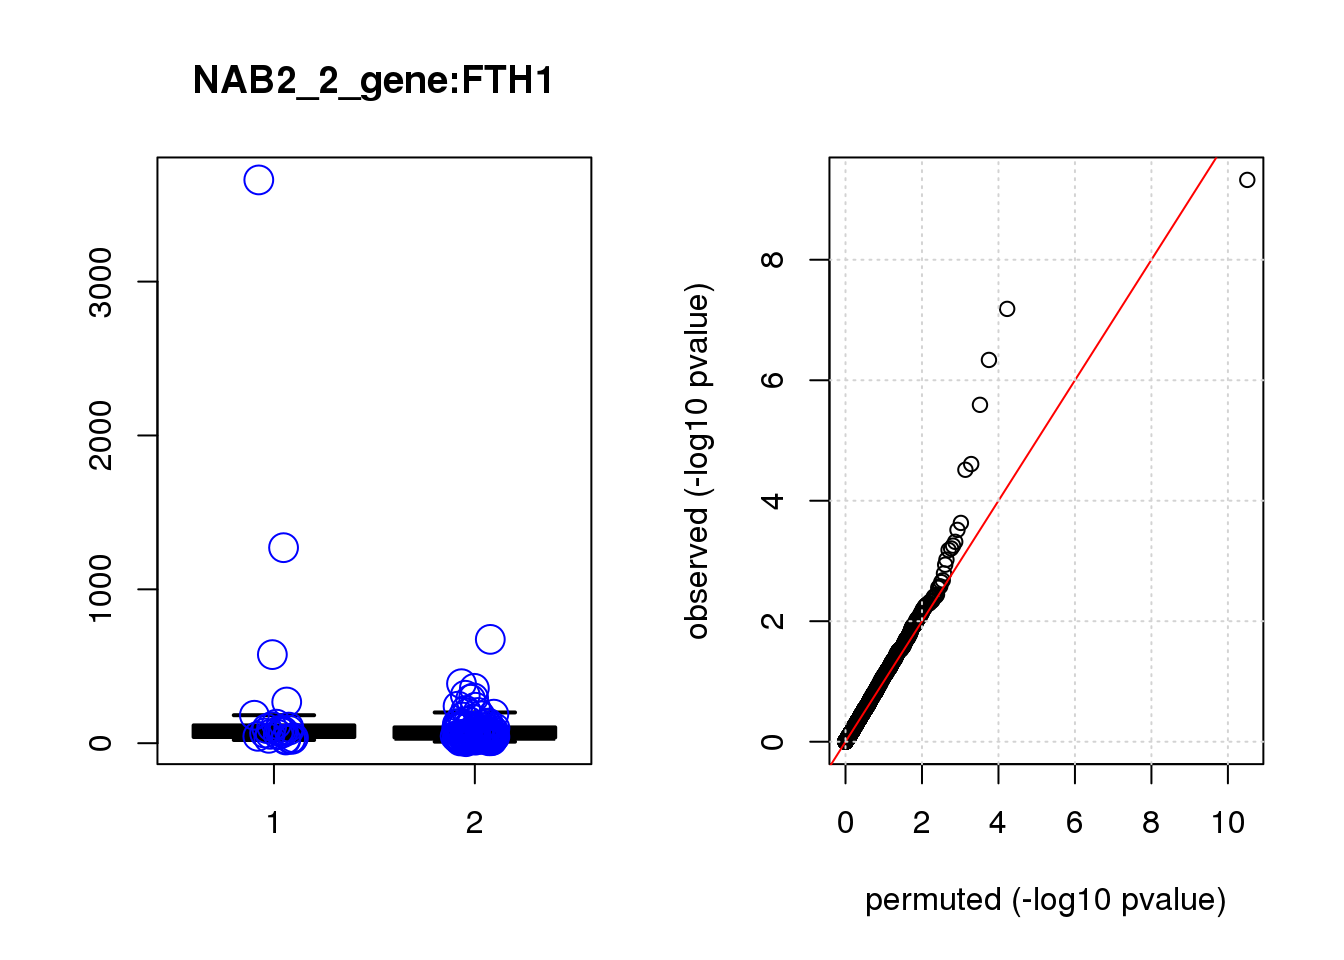 NAB2_2_gene:FTH1
3000
2000
1000
0
1 2
observed (-log10 pvalue)
8
6
4
2
0
0 2 4 6 8 10
permuted (-log10 pvalue)